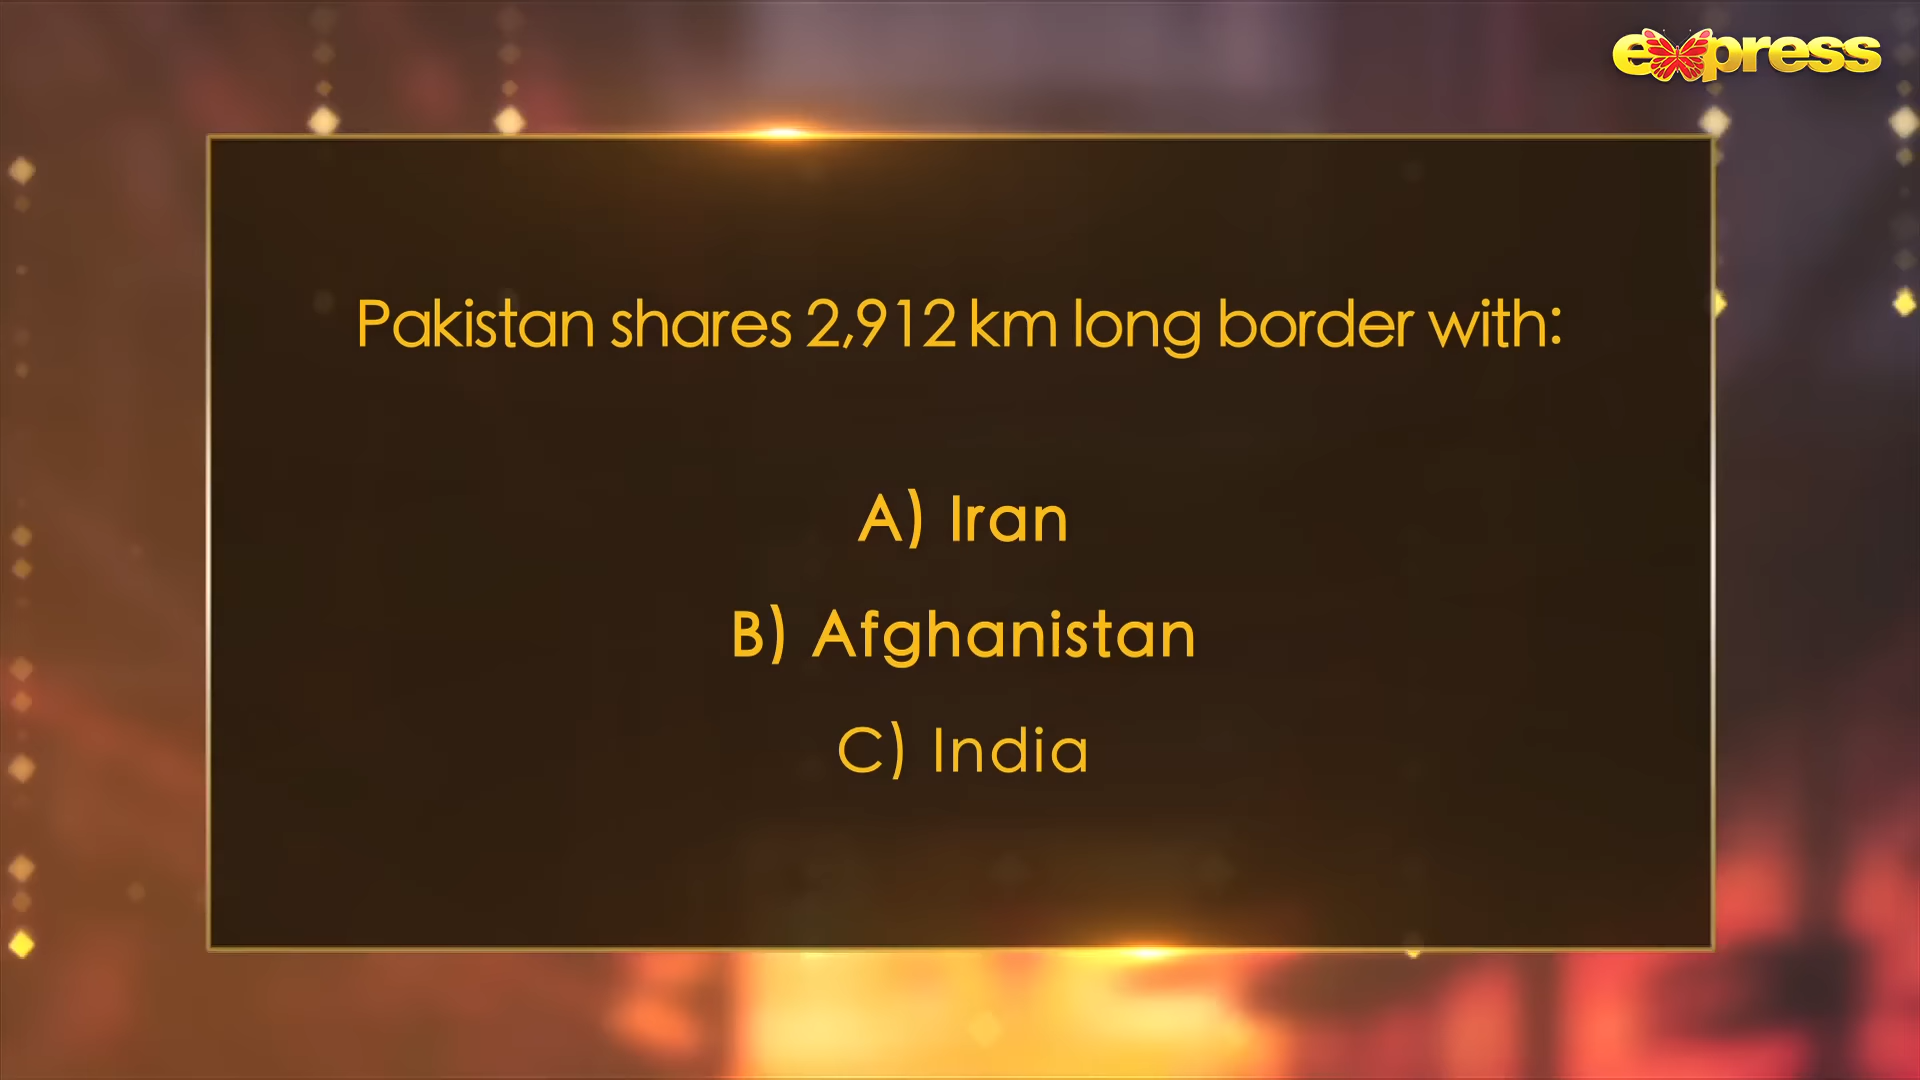 express
Pakistan shares 2,912 km long border with:
A) Iran
B) Afghanistan
C) India